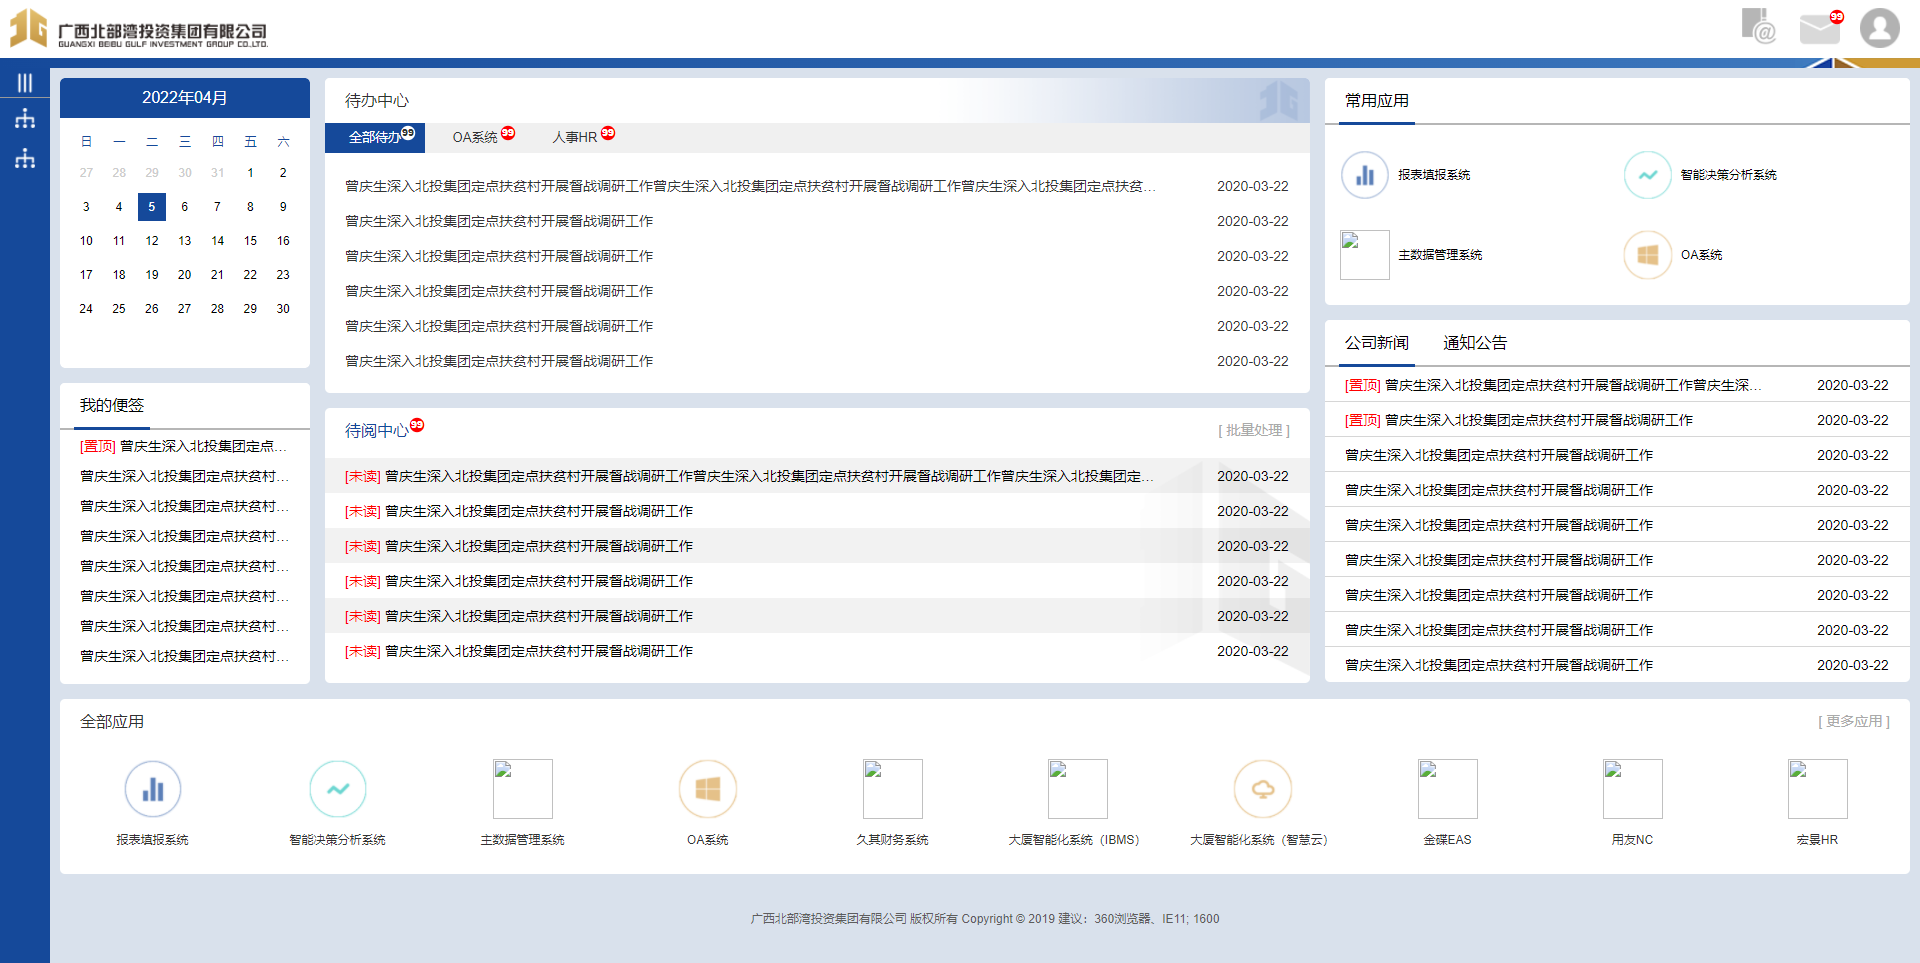 广西北部湾投资集团有限公司
GUANGXI BEIBU GULF INVESTMENT GROUP CO.LTD.
99
2022年04月
日 一 二 三 四 五 六
27 28 29 30 31 1 2
3 4 5 6 7 8 9
10 11 12 13 14 15 16
17 18 19 20 21 22 23
24 25 26 27 28 29 30
我的便签
[置顶] 曾庆生深入北投集团定点...
曾庆生深入北投集团定点扶贫村...
曾庆生深入北投集团定点扶贫村...
曾庆生深入北投集团定点扶贫村...
曾庆生深入北投集团定点扶贫村...
曾庆生深入北投集团定点扶贫村...
曾庆生深入北投集团定点扶贫村...
曾庆生深入北投集团定点扶贫村...
待办中心
全部待办 99 OA系统 99 人事HR 99
曾庆生深入北投集团定点扶贫村开展督战调研工作曾庆生深入北投集团定点扶贫村开展督战调研工作曾庆生深入北投集团定点扶贫... 2020-03-22
曾庆生深入北投集团定点扶贫村开展督战调研工作 2020-03-22
曾庆生深入北投集团定点扶贫村开展督战调研工作 2020-03-22
曾庆生深入北投集团定点扶贫村开展督战调研工作 2020-03-22
曾庆生深入北投集团定点扶贫村开展督战调研工作 2020-03-22
曾庆生深入北投集团定点扶贫村开展督战调研工作 2020-03-22
待阅中心 99 [ 批量处理 ]
[未读] 曾庆生深入北投集团定点扶贫村开展督战调研工作曾庆生深入北投集团定点扶贫村开展督战调研工作曾庆生深入北投集团定... 2020-03-22
[未读] 曾庆生深入北投集团定点扶贫村开展督战调研工作 2020-03-22
[未读] 曾庆生深入北投集团定点扶贫村开展督战调研工作 2020-03-22
[未读] 曾庆生深入北投集团定点扶贫村开展督战调研工作 2020-03-22
[未读] 曾庆生深入北投集团定点扶贫村开展督战调研工作 2020-03-22
[未读] 曾庆生深入北投集团定点扶贫村开展督战调研工作 2020-03-22
常用应用
报表填报系统 智能决策分析系统
主数据管理系统 OA系统
公司新闻 通知公告
[置顶] 曾庆生深入北投集团定点扶贫村开展督战调研工作曾庆生深... 2020-03-22
[置顶] 曾庆生深入北投集团定点扶贫村开展督战调研工作 2020-03-22
曾庆生深入北投集团定点扶贫村开展督战调研工作 2020-03-22
曾庆生深入北投集团定点扶贫村开展督战调研工作 2020-03-22
曾庆生深入北投集团定点扶贫村开展督战调研工作 2020-03-22
曾庆生深入北投集团定点扶贫村开展督战调研工作 2020-03-22
曾庆生深入北投集团定点扶贫村开展督战调研工作 2020-03-22
曾庆生深入北投集团定点扶贫村开展督战调研工作 2020-03-22
曾庆生深入北投集团定点扶贫村开展督战调研工作 2020-03-22
全部应用 [ 更多应用 ]
报表填报系统 智能决策分析系统 主数据管理系统 OA系统 久其财务系统 大厦智能化系统（IBMS） 大厦智能化系统（智慧云） 金碟EAS 用友NC 宏景HR
广西北部湾投资集团有限公司 版权所有 Copyright © 2019 建议：360浏览器、IE11; 1600